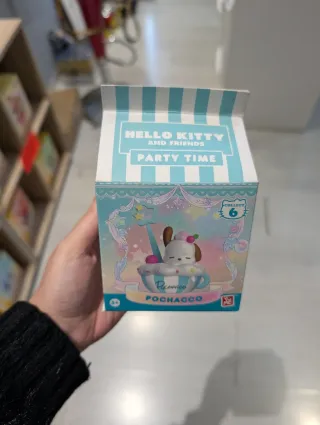 HELLO KITTY
AND FRIENDS
PARTY TIME
6
POCHACCO